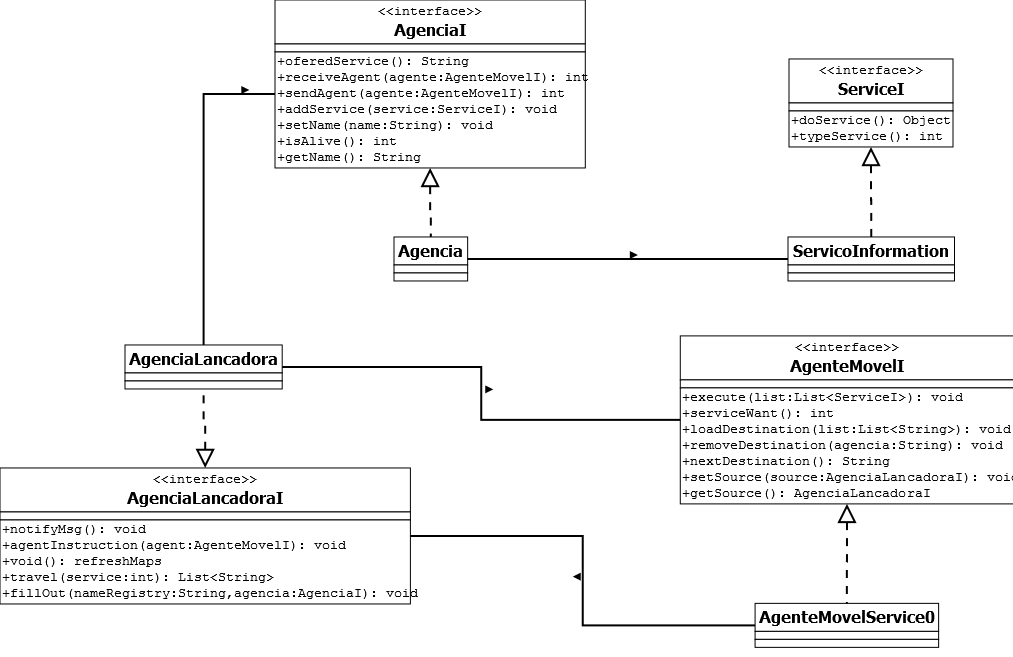 <<interface>>
AgenciaI
+oferedService(): String
+receiveAgent(agente:AgenteMovelI): int
+sendAgent(agente:AgenteMovelI): int
+addService(service:ServiceI): void
+setName(name:String): void
+isAlive(): int
+getName(): String
<<interface>>
ServiceI
+doService(): Object
+typeService(): int
Agencia
ServicoInformation
AgenciaLancadora
<<interface>>
AgenteMovelI
+execute(list:List<ServiceI>): void
+serviceWant(): int
+loadDestination(list:List<String>): void
+removeDestination(agencia:String): void
+nextDestination(): String
+setSource(source:AgenciaLancadoraI): voi
+getSource(): AgenciaLancadoraI
<<interface>>
AgenciaLancadoraI
+notifyMsg(): void
+agentInstruction(agent:AgenteMovelI): void
+void(): refreshMaps
+travel(service:int): List<String>
+fillOut(nameRegistry:String,agencia:AgenciaI): void
AgenteMovelService0